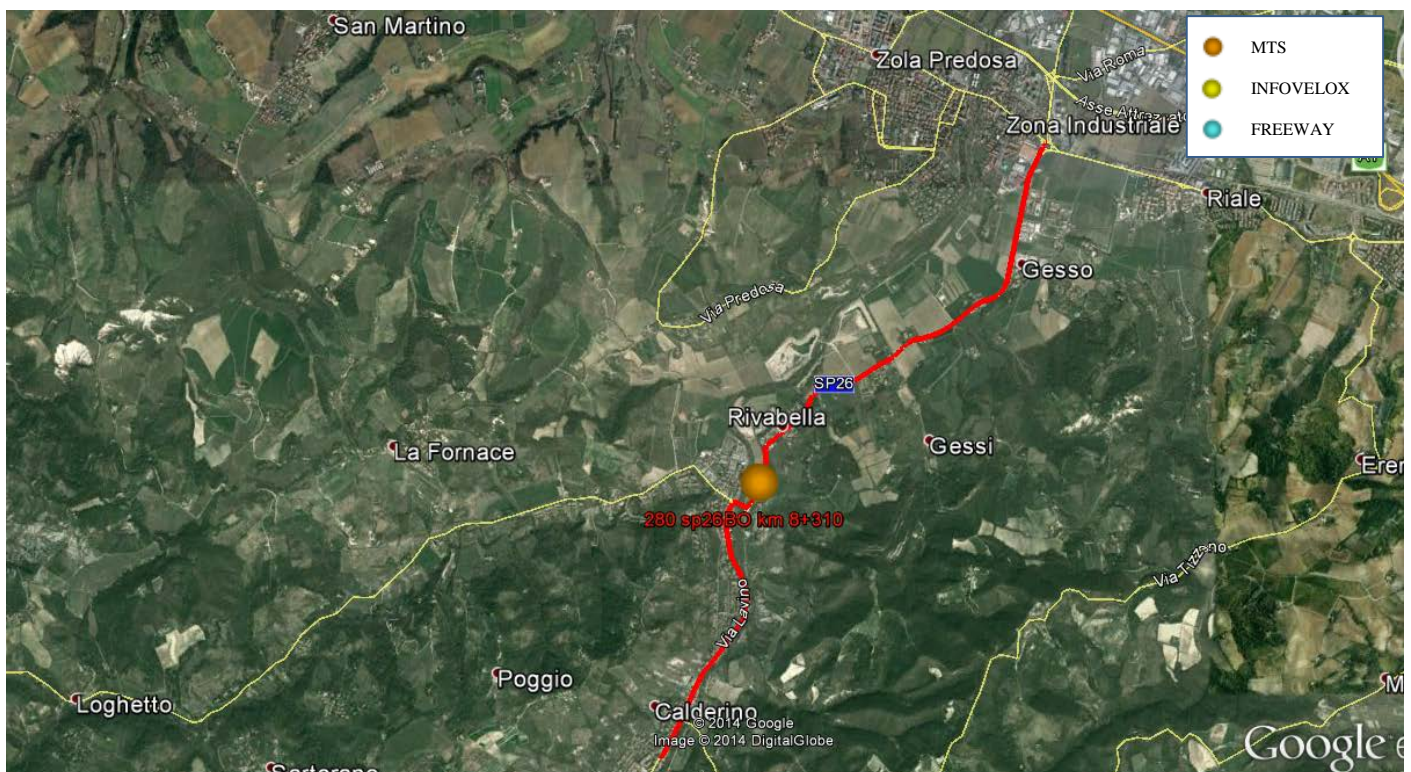 San Martino
Zola Predosa
Via Roma
Asse Attrezzato
Zona Industriale
MTS
INFOVELOX
FREEWAY
A1
Riale
Gesso
Via Predosa
SP26
Rivabella
La Fornace
Gessi
Erem
280 sp26BO km 8+310
Via Tizzano
Via Lavino
Poggio
Loghetto
Calderino
M
© 2014 Google
Image © 2014 DigitalGlobe
Google e